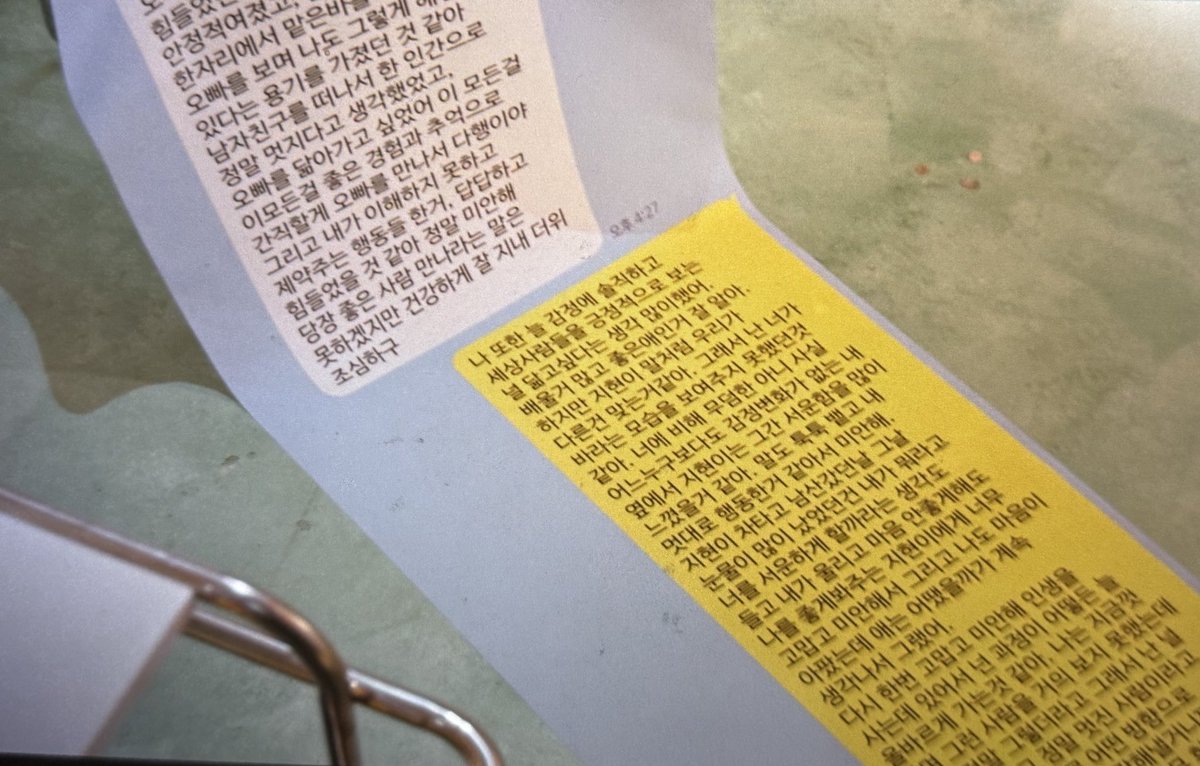 힘들었
안정적여졌고,
한자리에서 맡은바를
오빠를 보며 나도 그렇게
있다는 용기를 가졌던 것 같아
남자친구를 떠나서 한 인간으로
정말 멋지다고 생각했었고,
오빠를 닮아가고 싶었어 이 모든걸
이모든걸 좋은 경험과 추억으로
간직할게 오빠를 만나서 다행이야
그리고 내가 이해하지 못하고
제약주는 행동들 한거, 답답하고
힘들었을 것 같아 정말 미안해
당장 좋은 사람 만나라는 말은
못하겠지만 건강하게 잘 지내 더위
조심하구
오후 4:27
나 또한 늘 감정에 솔직하고
세상사람들을 긍정적으로 보는
널 닮고싶다는 생각 많이했어.
배울거 많고 좋은애인거 잘 알아.
하지만 지현이 말처럼 우리가
다른건 맞는거같아. 그래서 난 너가
바라는 모습을 보여주지 못했던것
같아. 너에 비해 무덤한 아니 사실
어느누구보다도 감정변화가 없는 내
옆에서 지현이는 그간 서운함을 많이
느꼈을거 같아. 말도 툭툭 뱉고 내
멋대로 행동한거 같아서 미안해.
지현이 차타고 남산갔던날 그날
눈물이 많이 났었던건 내가 뭐라고
너를 서운하게 할까라는 생각도
들고 내가 울리고 마음 안좋게해도
나를 좋게봐주는 지현이에게 너무
고맙고 미안해서 그리고 나도 마음이
아팠는데 얘는 어땠을까가 계속
생각나서 그랬어.
다시 한번 고맙고 미안해 인생을
사는데 있어서 넌 과정이 어떻든 늘
올바르게 가는것 같아. 나는 지금껏
그런 사람을 거의 보지 못했는데
그렇더라고 그래서 난 널
정말 멋진 사람이라고
어떤 방향으로